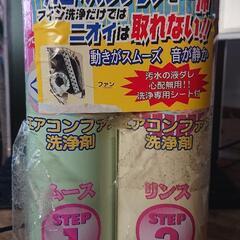 フィン洗浄だけでは
ニオイは取れない!!
動きがスムーズ 音が静か
ファン
汚水の液ダレ
心配無用!!
洗浄専用シート付
エアコンファン
洗浄剤
ムース
STEP
1
エアコンファン
洗浄剤
リンス
STEP
2